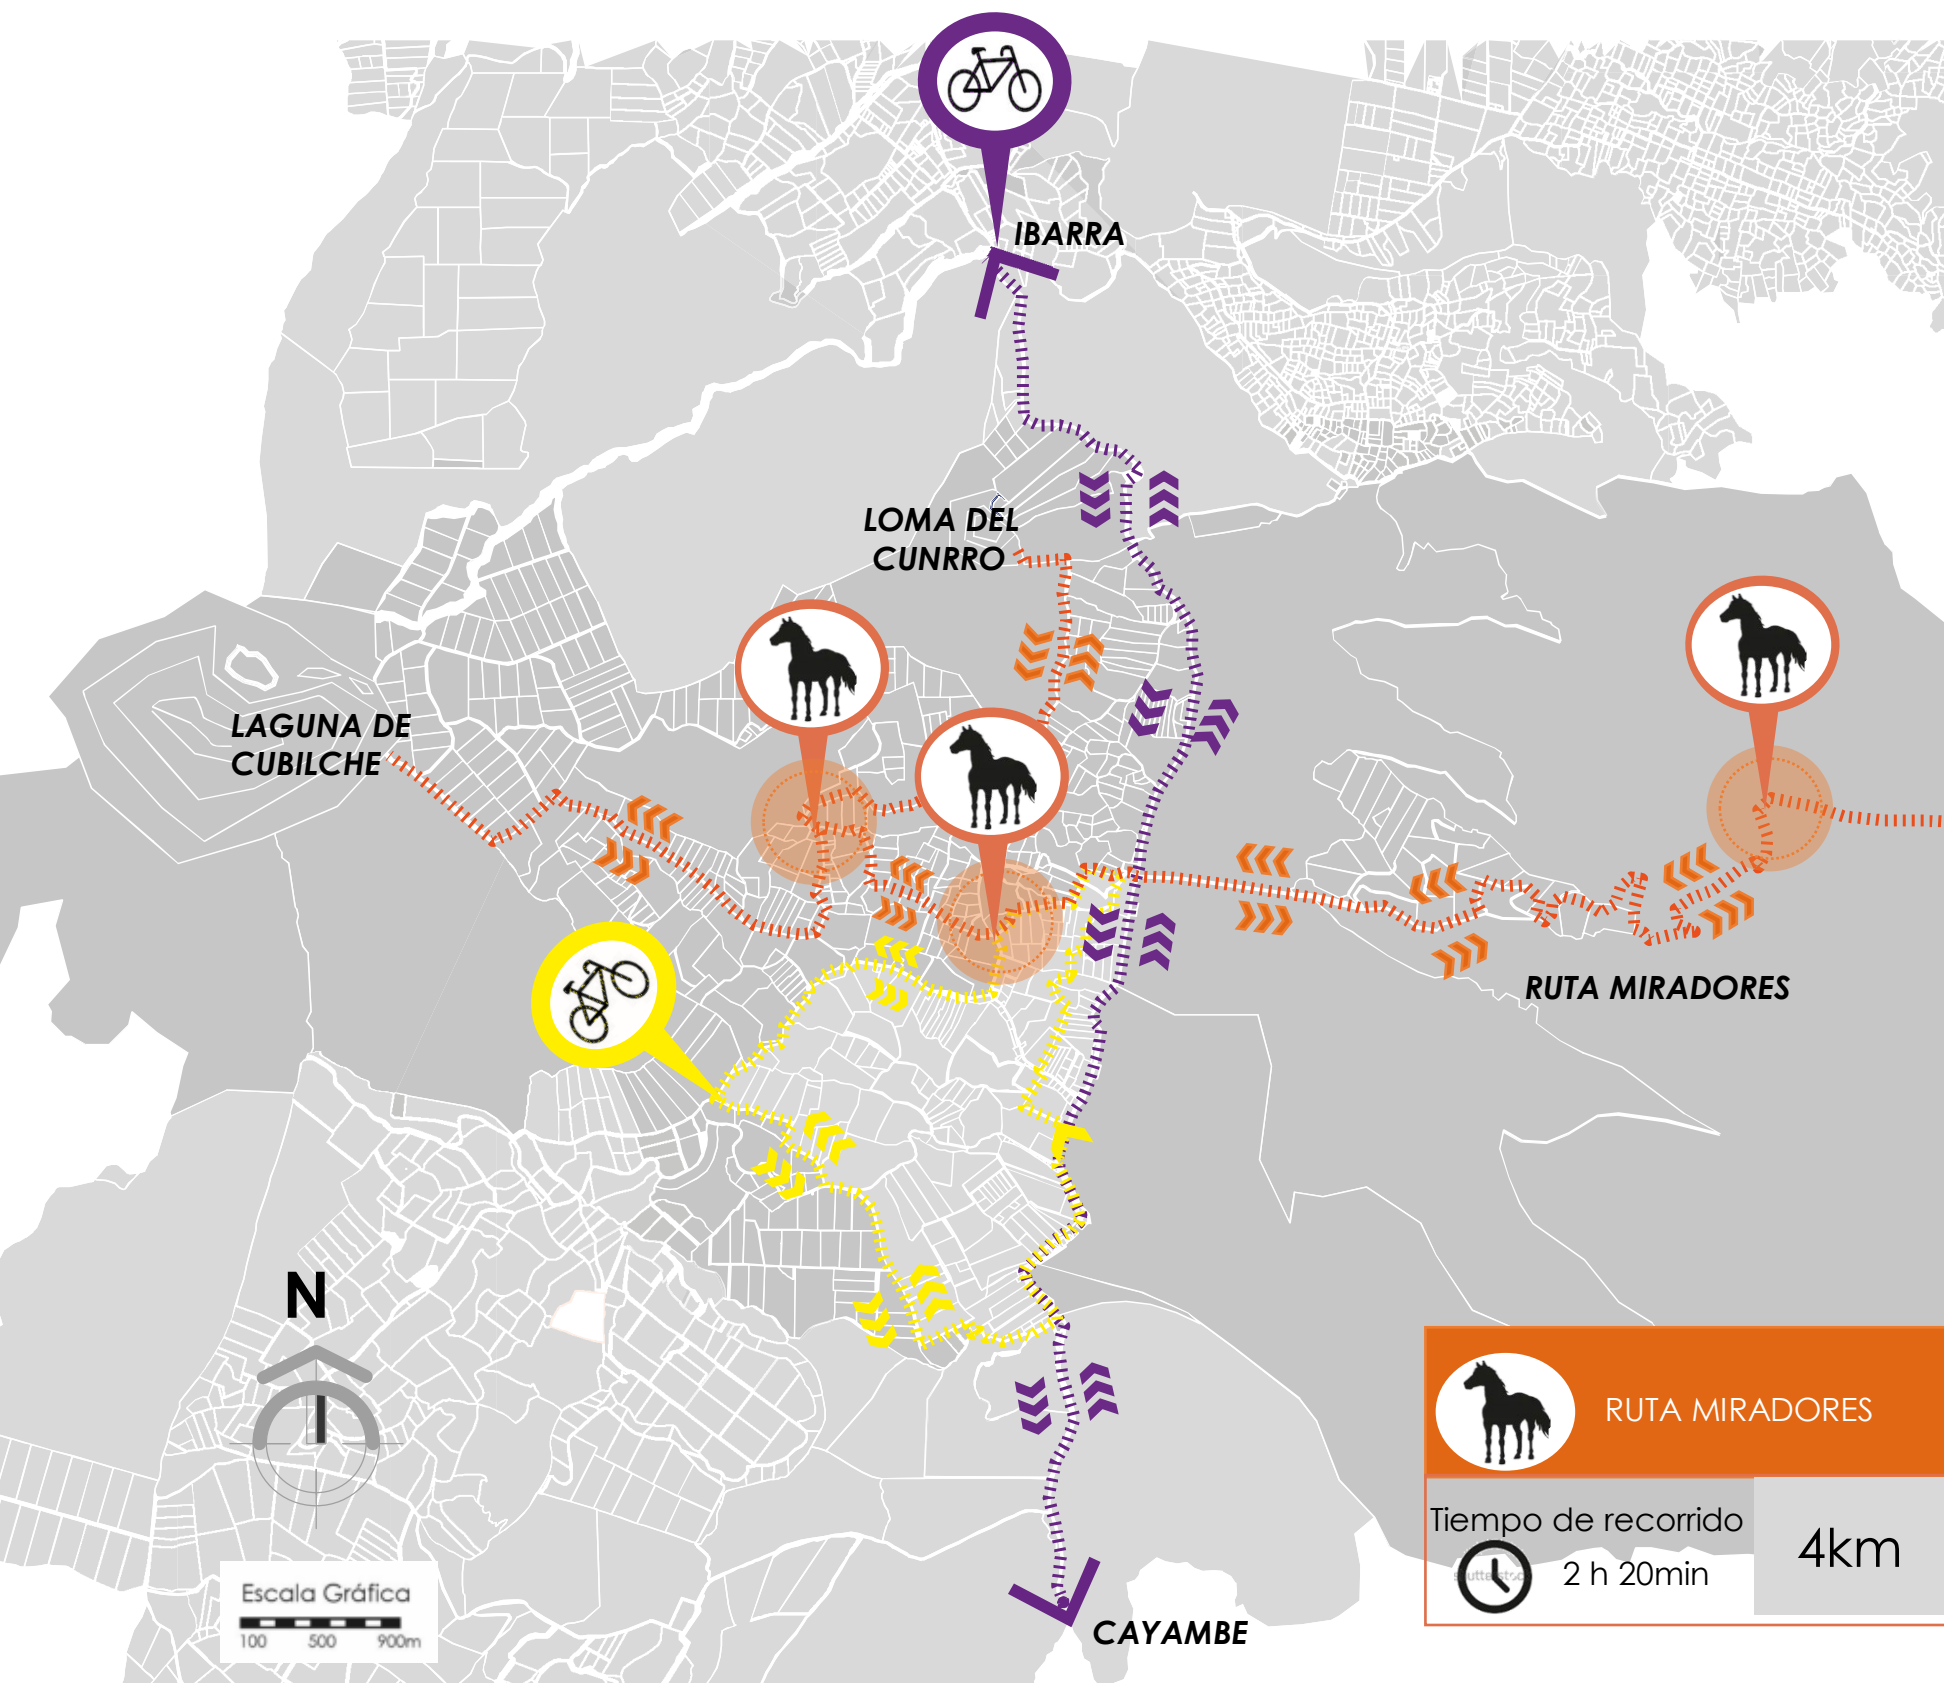 IBARRA
LOMA DEL
CUNRRO
LAGUNA DE
CUBILCHE
RUTA MIRADORES
N
RUTA MIRADORES
Tiempo de recorrido
4km
2 h 20min
Escala Gráfica
100 500 900m
CAYAMBE